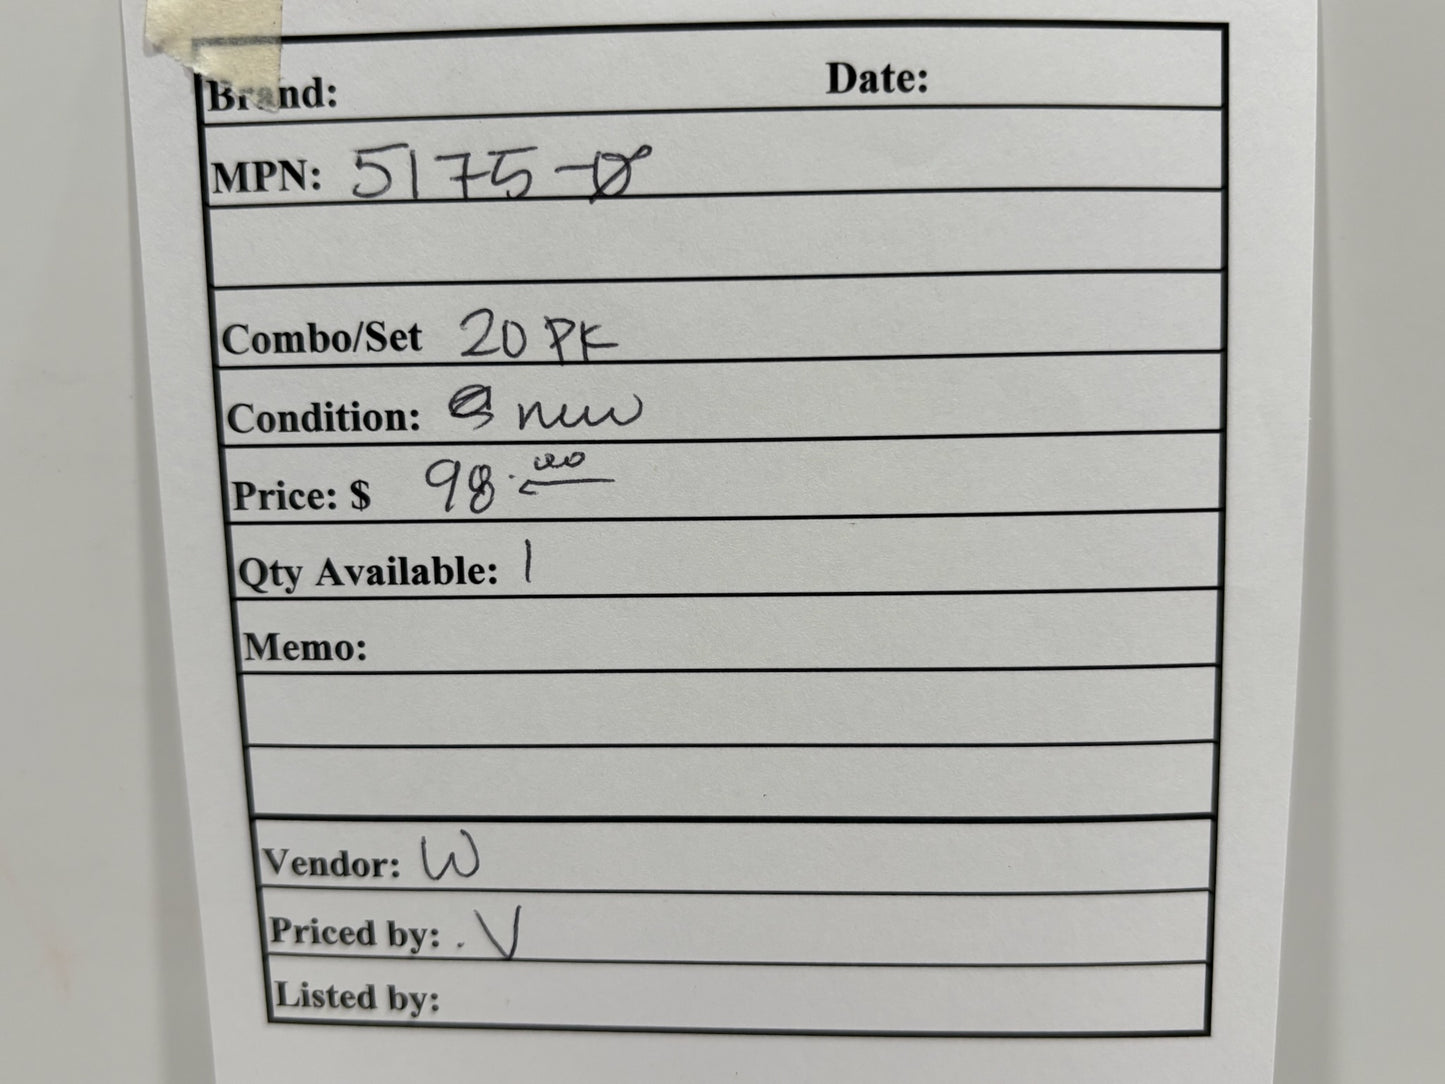 Brand: Date:
MPN: 5175-0
Combo/Set 20 PK
Condition: new
Price: $ 98.00
Qty Available: 1
Memo:
Vendor: W
Priced by: . V
Listed by: